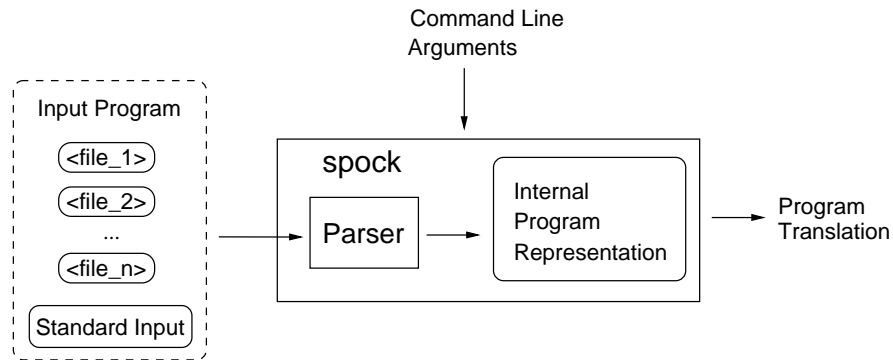 Command Line
Arguments
Input Program
<file_1>
<file_2>
...
<file_n>
Standard Input
spock
Parser
Internal
Program
Representation
Program
Translation